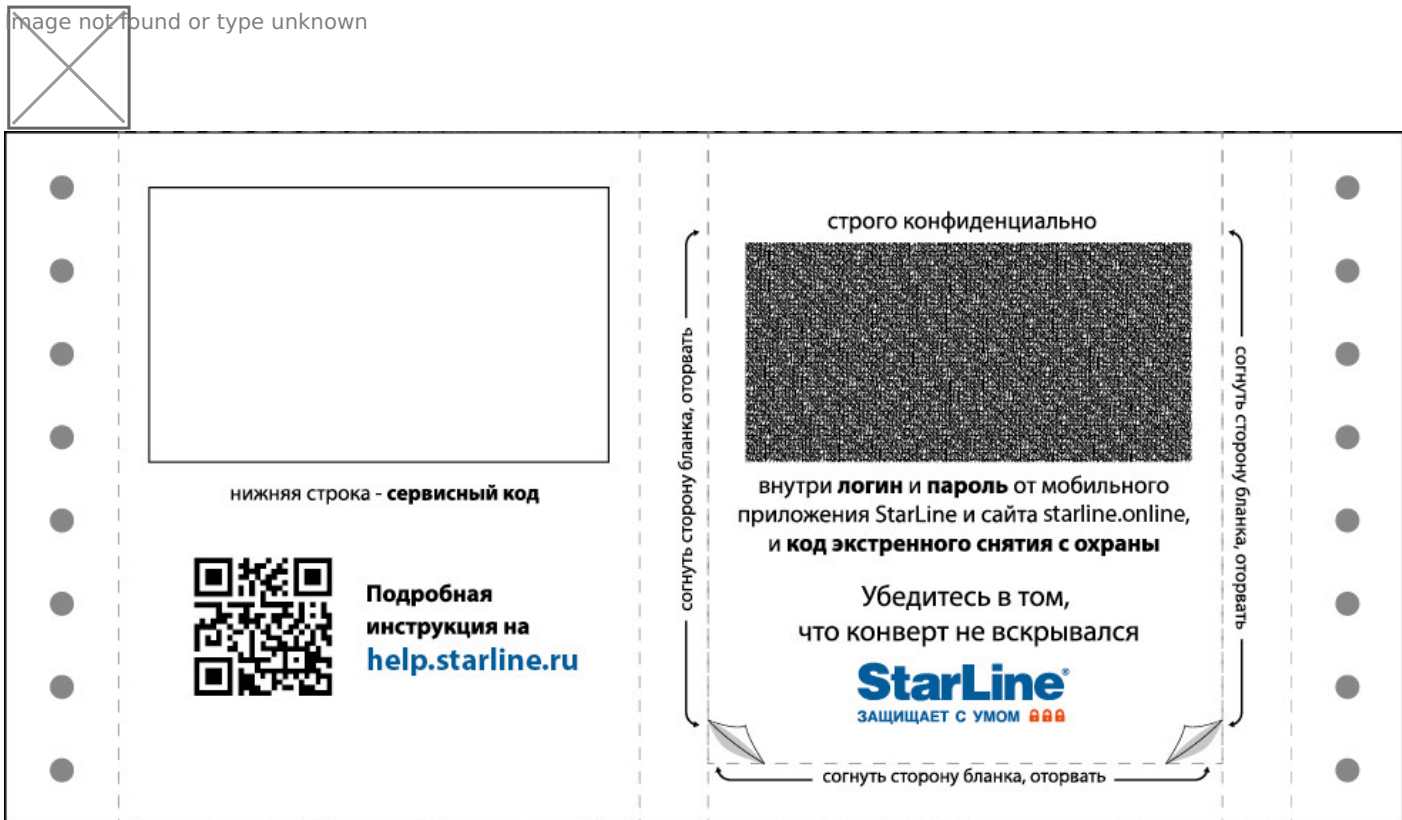 Image not found or type unknown
нижняя строка - сервисный код
Подробная
инструкция на
help.starline.ru
согнуть сторону бланка, оторвать
строго конфиденциально
внутри логин и пароль от мобильного
приложения StarLine и сайта starline.online,
и код экстренного снятия с охраны
Убедитесь в том,
что конверт не вскрывался
StarLine®
ЗАЩИЩАЕТ С УМОМ
согнуть сторону бланка, оторвать
согнуть сторону бланка, оторвать